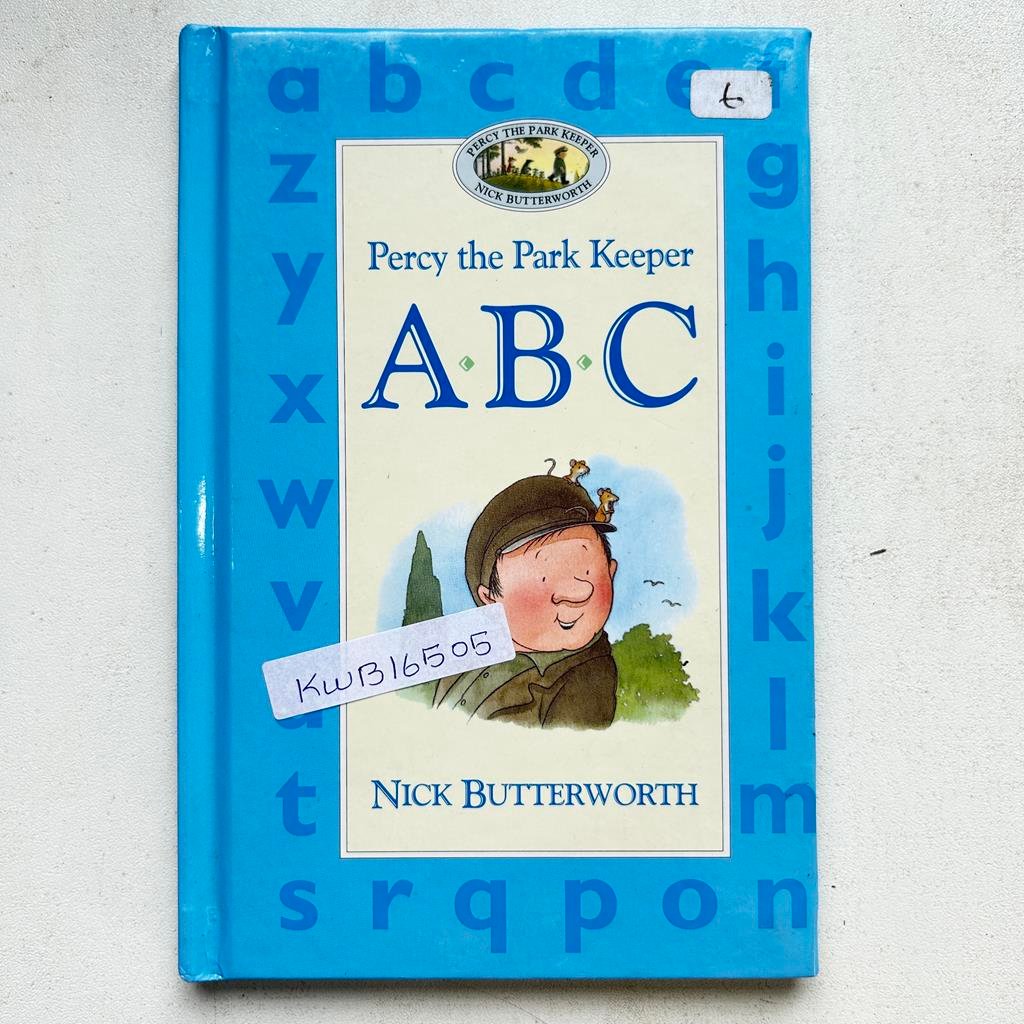 a b c d e f
z g
PERCY THE PARK KEEPER
NICK BUTTERWORTH
Percy the Park Keeper
y h
A·B·C
x i
w j
v k
KWB16505
l
NICK BUTTERWORTH
t m
s r q p o n